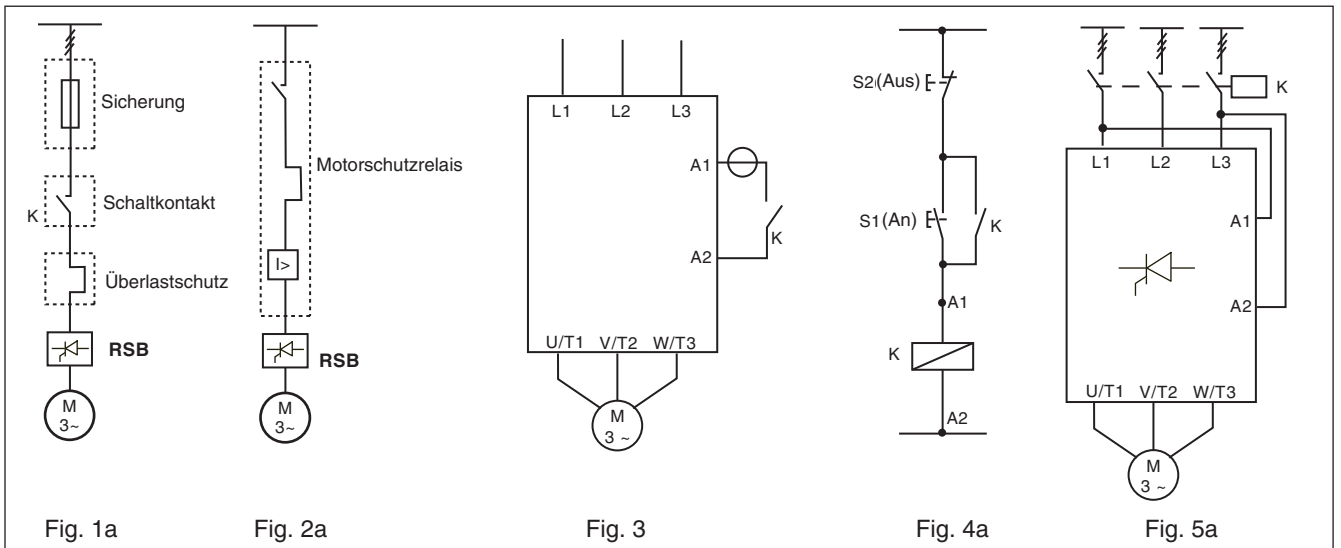 Sicherung
K
Schaltkontakt
Überlastschutz
RSB
M
3~
Fig. 1a
Motorschutzrelais
I>
RSB
M
3~
Fig. 2a
L1 L2 L3
A1
K
A2
U/T1 V/T2 W/T3
M
3 ~
Fig. 3
S2 (Aus)
S1 (An)
K
A1
K
A2
Fig. 4a
K
L1 L2 L3
A1
A2
U/T1 V/T2 W/T3
M
3 ~
Fig. 5a